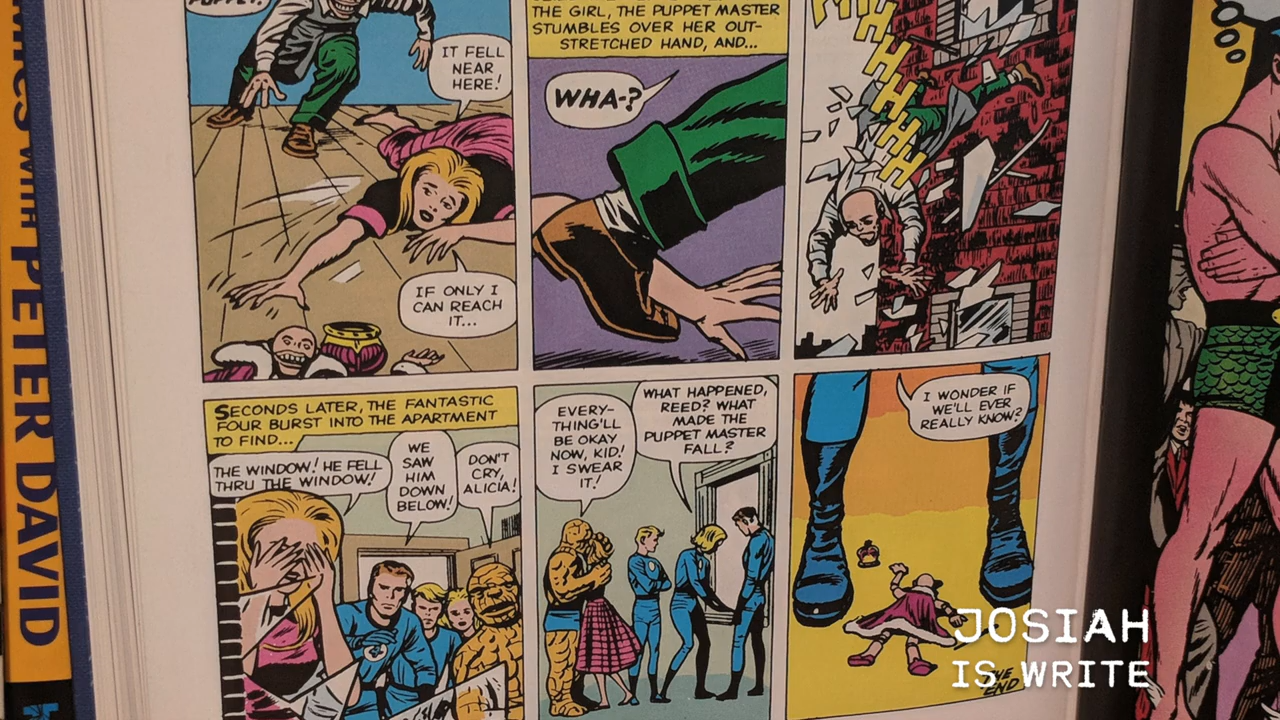 PUPPET!
IT FELL
NEAR
HERE!
IF ONLY I
CAN REACH
IT...
THE GIRL, THE PUPPET MASTER
STUMBLES OVER HER OUT-
STRETCHED HAND, AND...
WHA-?
HHHHHH
SECONDS LATER, THE FANTASTIC
FOUR BURST INTO THE APARTMENT
TO FIND...
THE WINDOW! HE FELL
THRU THE WINDOW!
WE
SAW
HIM
DOWN
BELOW!
DON'T
CRY,
ALICIA!
EVERY-
THING'LL
BE OKAY
NOW, KID!
I SWEAR
IT!
WHAT HAPPENED,
REED? WHAT
MADE THE
PUPPET MASTER
FALL?
I WONDER IF
WE'LL EVER
REALLY KNOW?
THE
END
WITH PETER DAVID
JOSIAH
IS WRITE